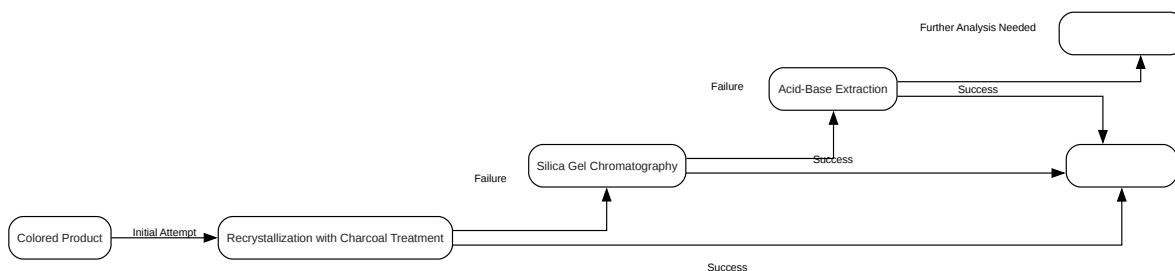 Further Analysis Needed
Failure
Acid-Base Extraction
Success
Failure
Silica Gel Chromatography
Success
Colored Product
Initial Attempt
Recrystallization with Charcoal Treatment
Success